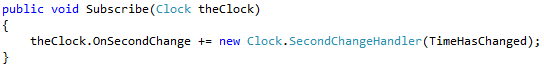 public void Subscribe(Clock theClock)
{
    theClock.OnSecondChange += new Clock.SecondChangeHandler(TimeHasChanged);
}